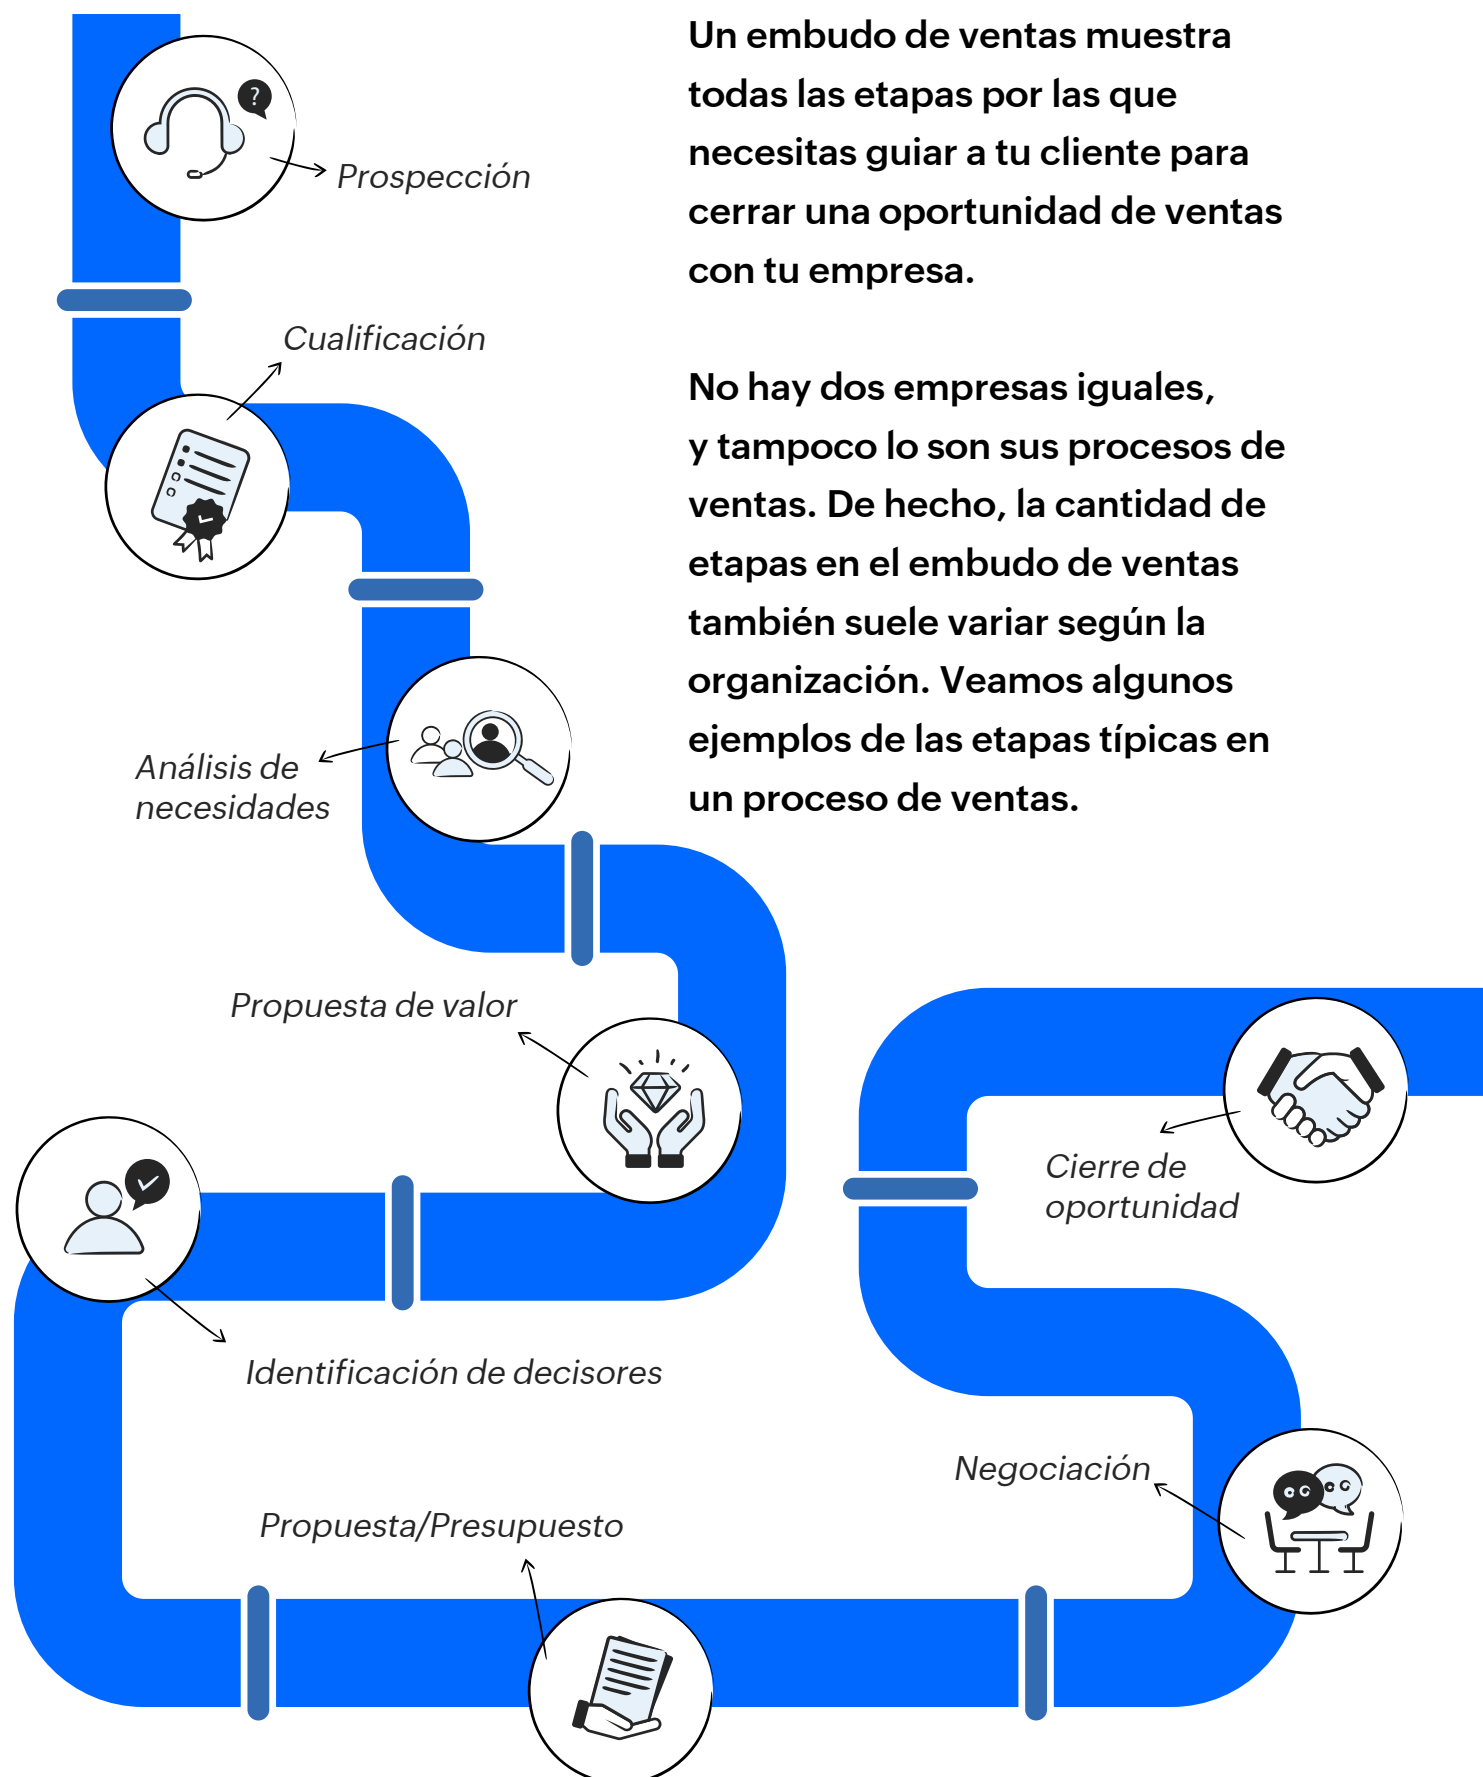 Un embudo de ventas muestra
todas las etapas por las que
necesitas guiar a tu cliente para
cerrar una oportunidad de ventas
con tu empresa.
No hay dos empresas iguales,
y tampoco lo son sus procesos de
ventas. De hecho, la cantidad de
etapas en el embudo de ventas
también suele variar según la
organización. Veamos algunos
ejemplos de las etapas típicas en
un proceso de ventas.
?
Prospección
Cualificación
Análisis de
necesidades
Propuesta de valor
Identificación de decisores
Propuesta/Presupuesto
Negociación
Cierre de
oportunidad